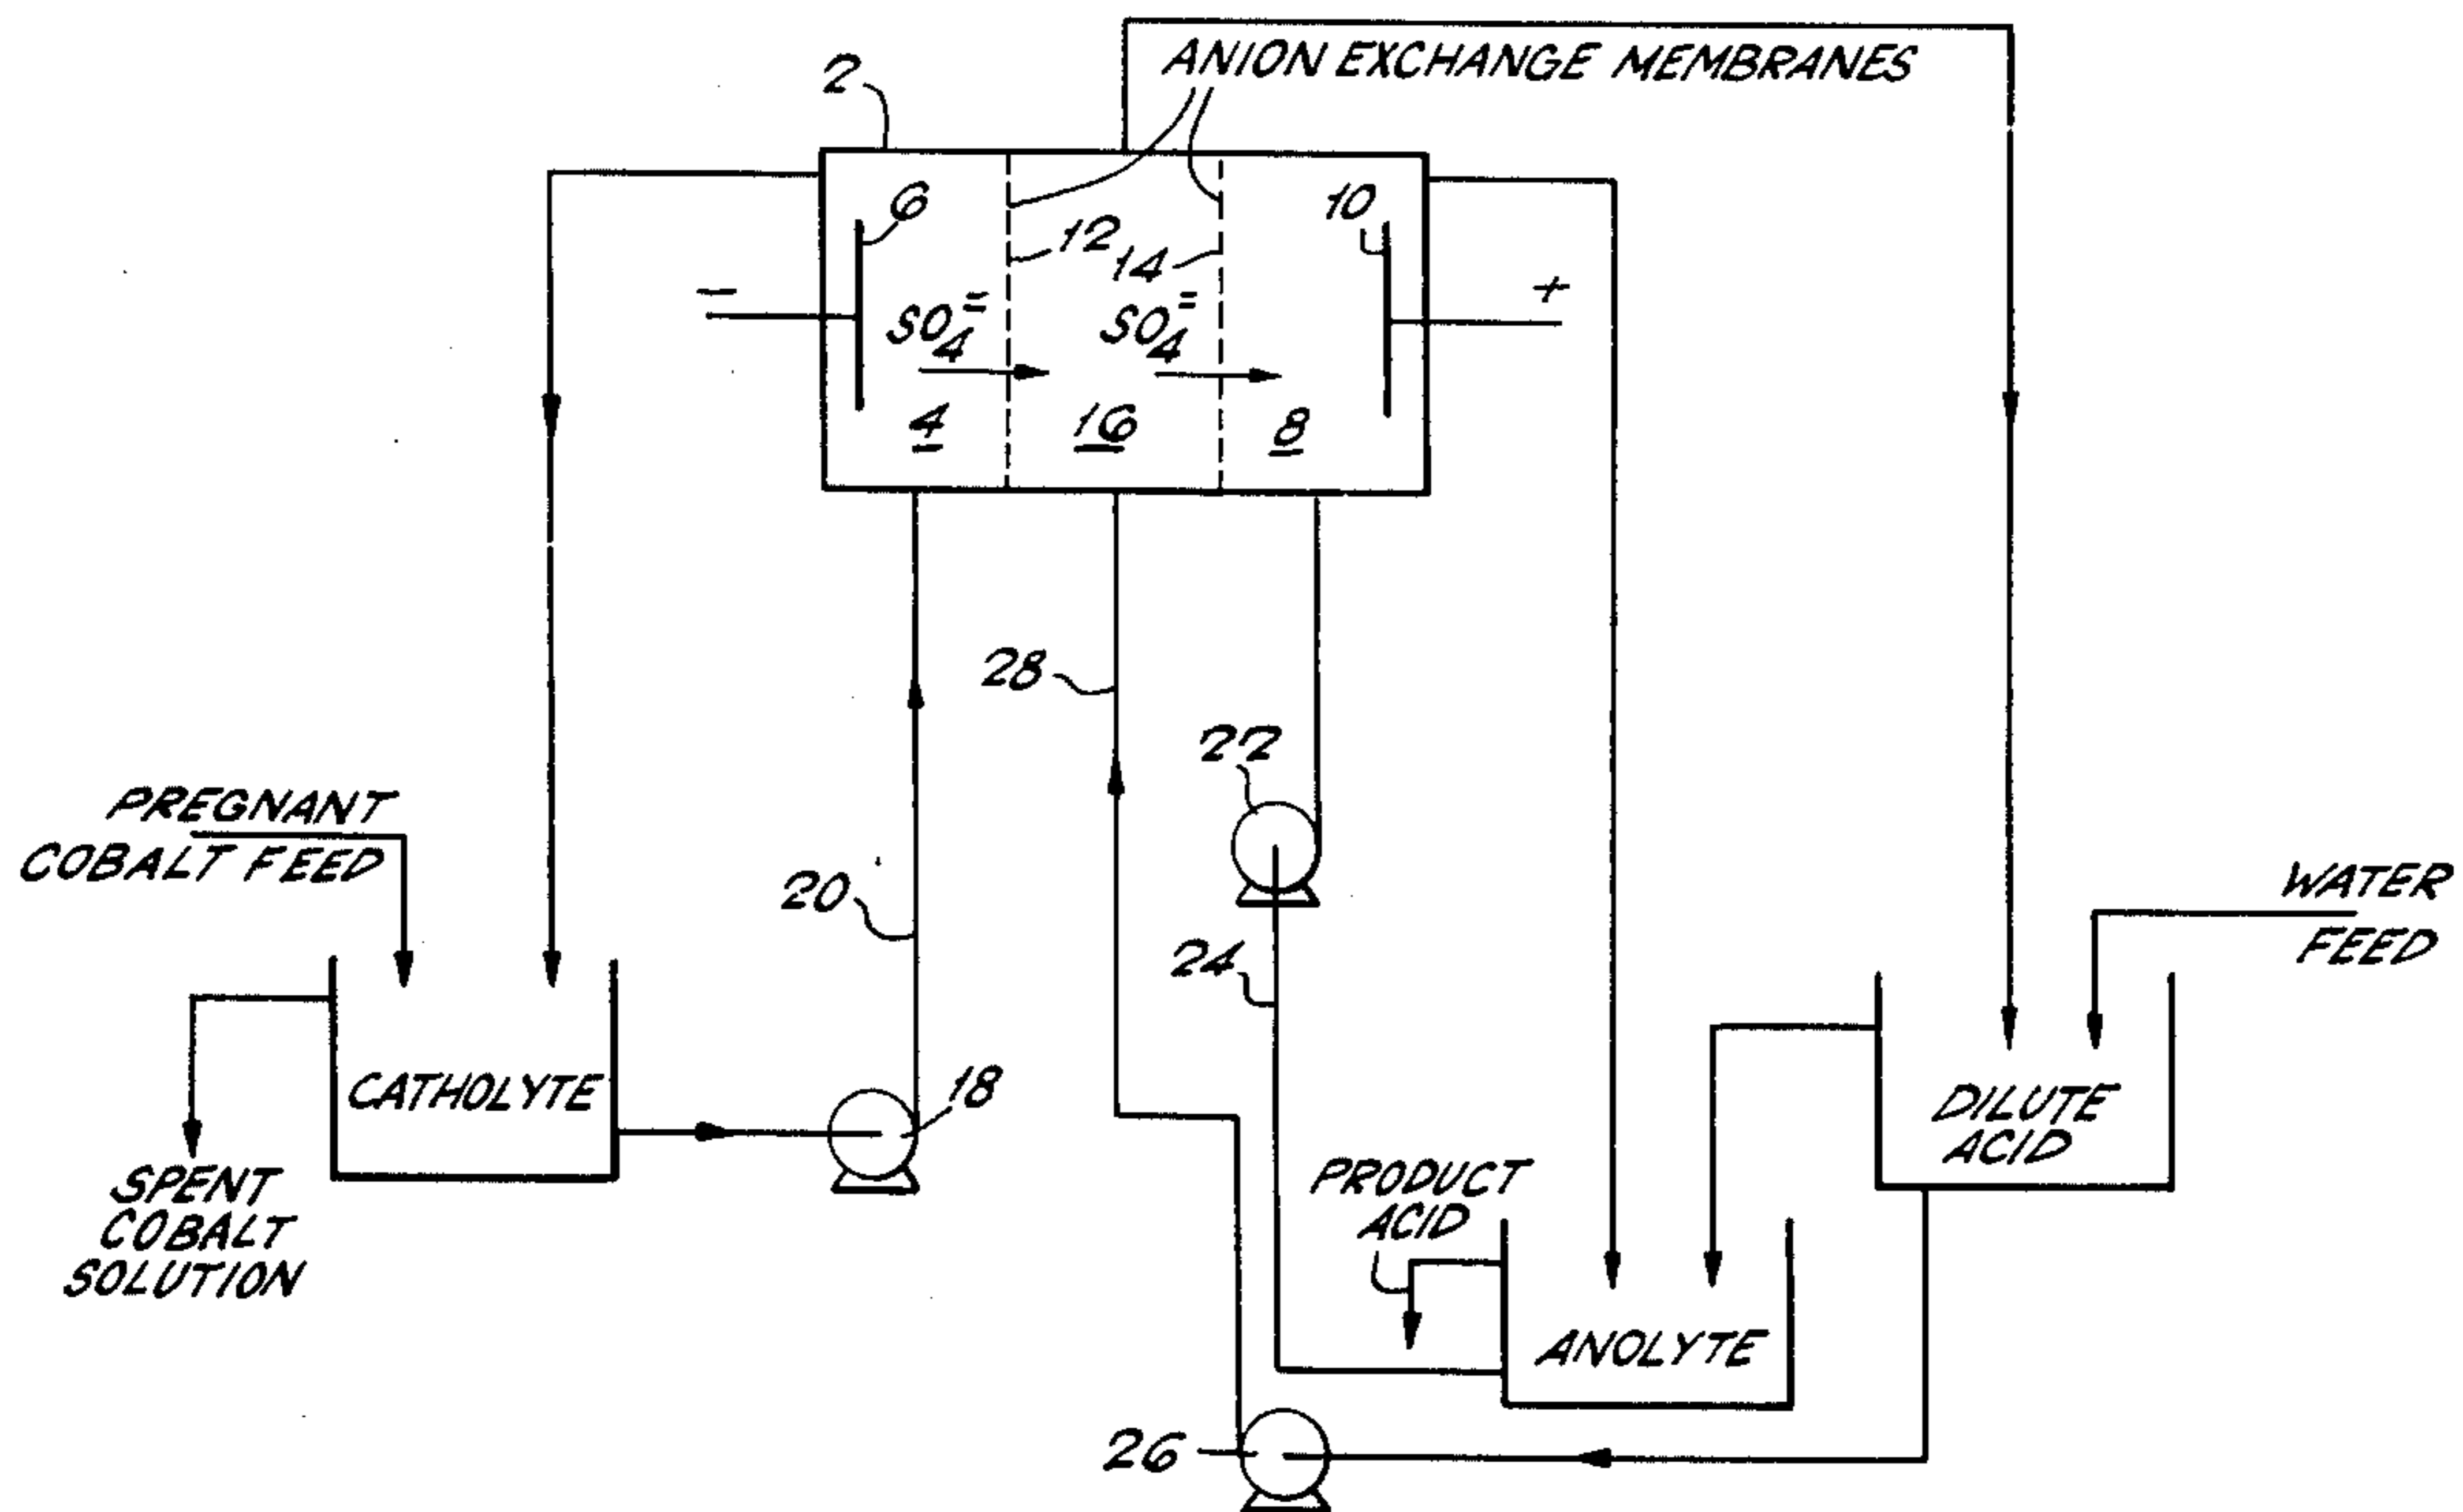 ANION EXCHANGE MEMBRANES
2
6
10
12
14
−
+
SO4=
SO4=
4
16
8
28
22
PREGNANT
COBALT FEED
20
24
WATER
FEED
CATHOLYTE
18
DILUTE
ACID
SPENT
COBALT
SOLUTION
PRODUCT
ACID
ANOLYTE
26